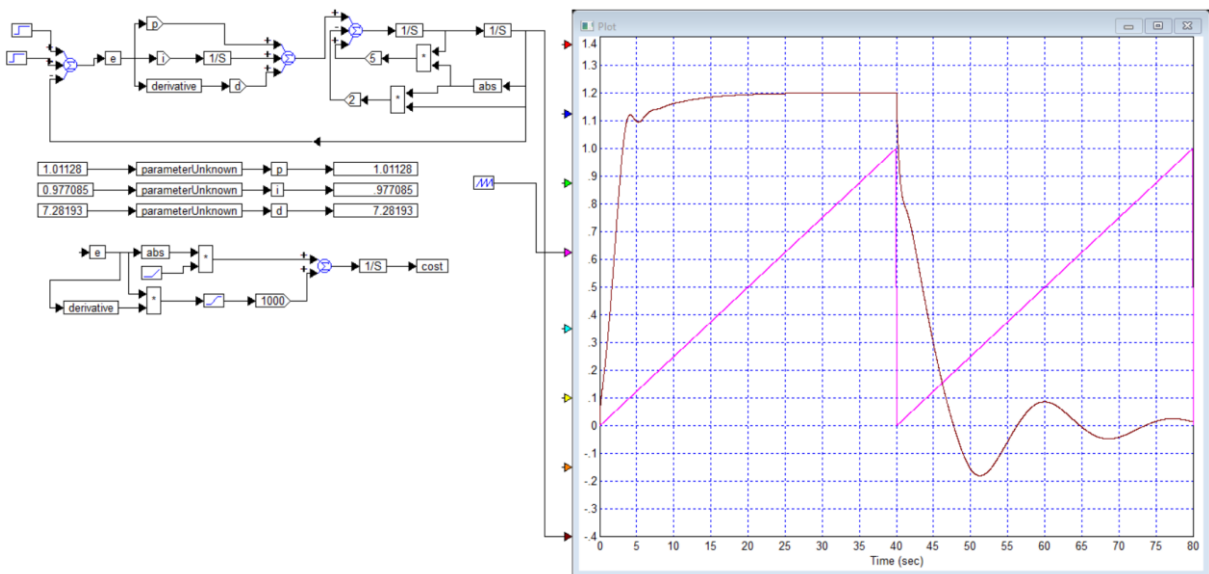 Plot
p
1/S
1/S
e
i
1/S
5
*
derivative
d
abs
2
*
1.01128 parameterUnknown p 1.01128
0.977085 parameterUnknown i .977085
7.28193 parameterUnknown d 7.28193
e abs *
1/S cost
derivative * 1000
1.4
1.3
1.2
1.1
1.0
.9
.8
.7
.6
.5
.4
.3
.2
.1
0
-.1
-.2
-.3
-.4
0 5 10 15 20 25 30 35 40 45 50 55 60 65 70 75 80
Time (sec)